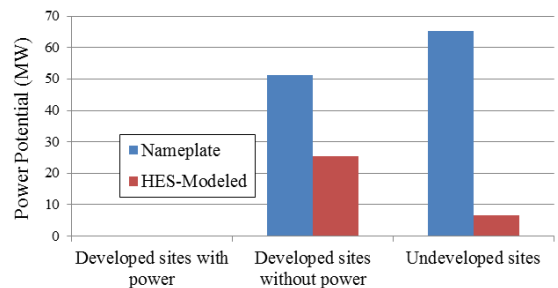 70
60
50
40
30
20
10
0
Power Potential (MW)
Nameplate
HES-Modeled
Developed sites with
power
Developed sites
without power
Undeveloped sites